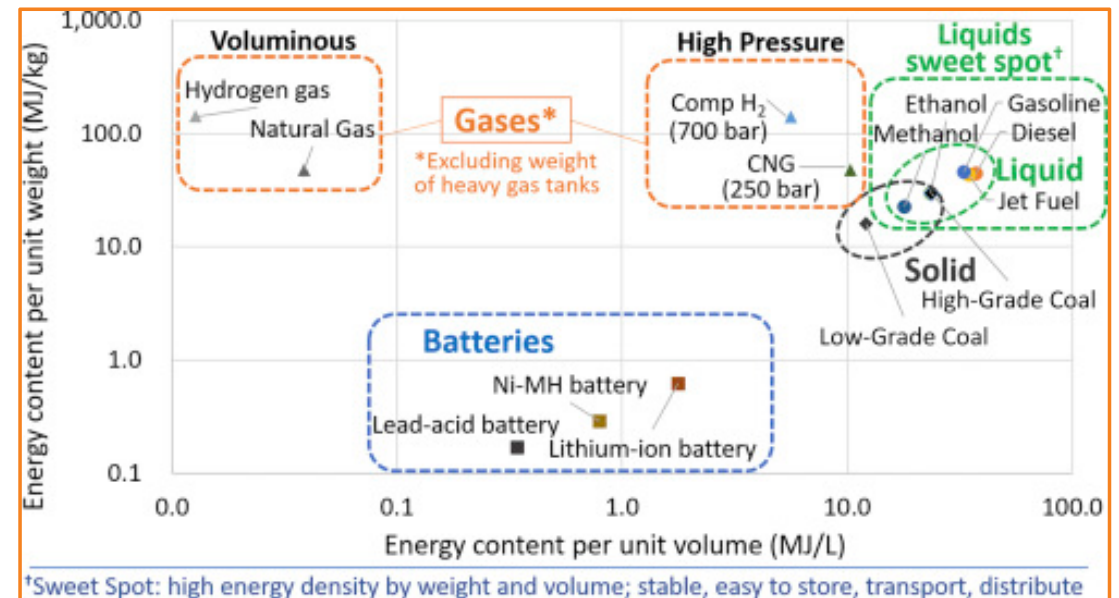 Energy content per unit weight (MJ/kg)
1,000.0
100.0
10.0
1.0
0.1
Voluminous
Hydrogen gas
Natural Gas
Gases*
*Excluding weight
of heavy gas tanks
High Pressure
Comp H₂
(700 bar)
CNG
(250 bar)
Liquids
sweet spot†
Ethanol
Gasoline
Methanol
Diesel
Liquid
Jet Fuel
Solid
High-Grade Coal
Low-Grade Coal
Batteries
Ni-MH battery
Lead-acid battery
Lithium-ion battery
0.0
0.1
1.0
10.0
100.0
Energy content per unit volume (MJ/L)
†Sweet Spot: high energy density by weight and volume; stable, easy to store, transport, distribute